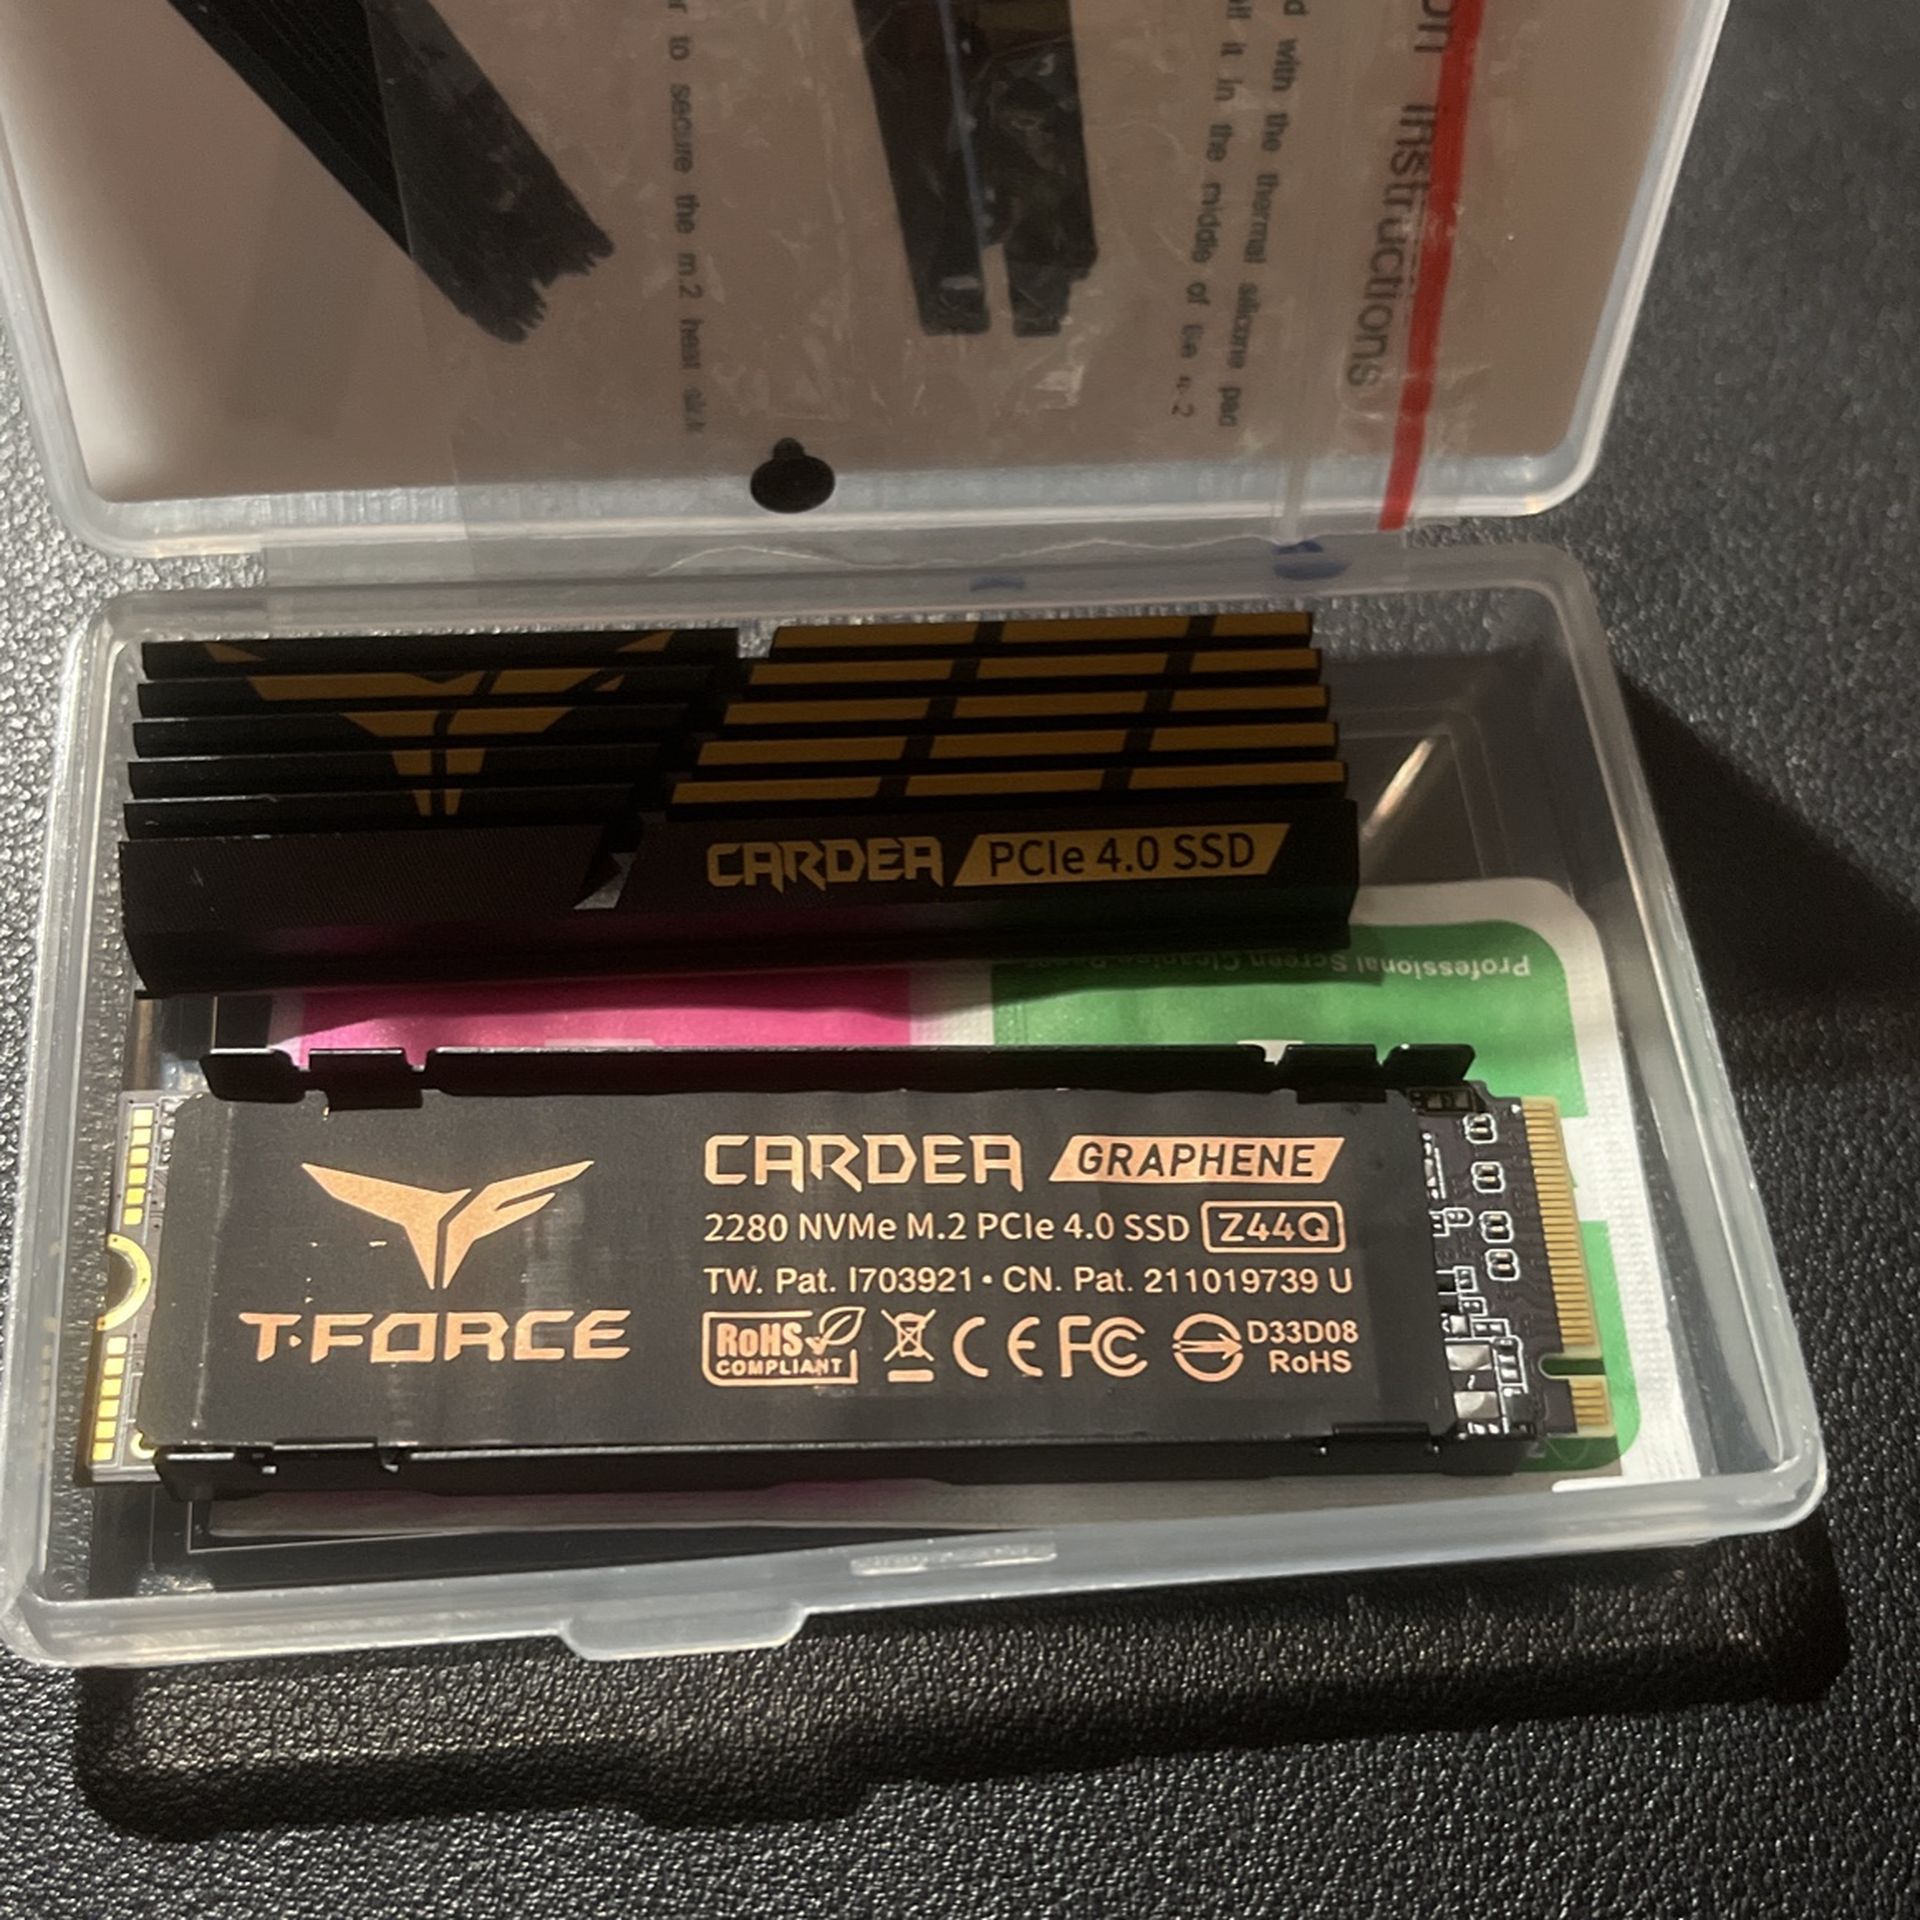 on instructions
d with the thermal silicone pad
it in the middle of the
r to secure the m.2 heat
CARDEA PCIe 4.0 SSD
Professional Screen Cleaning
CARDEA GRAPHENE
2280 NVMe M.2 PCIe 4.0 SSD Z44Q
TW. Pat. I703921 • CN. Pat. 211019739 U
T-FORCE
RoHS
COMPLIANT
CE FC
D33D08
RoHS